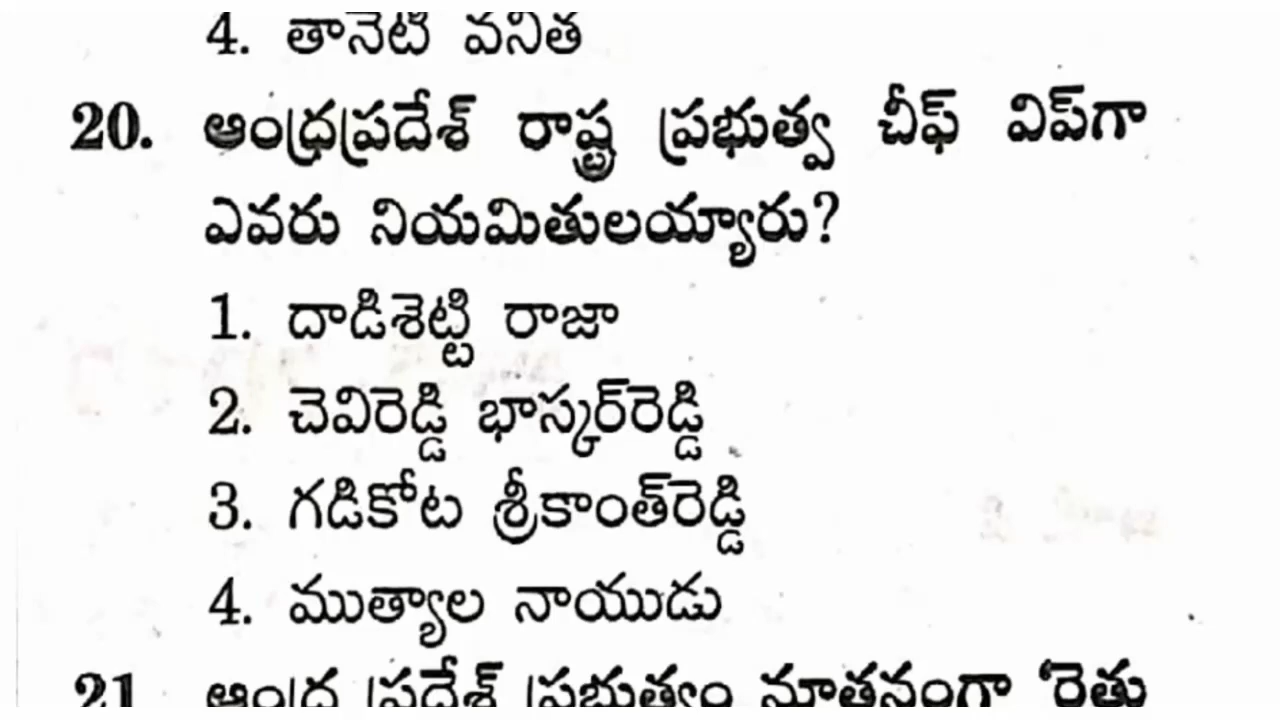 4. తానేటి వనిత
20. ఆంధ్రప్రదేశ్ రాష్ట్ర ప్రభుత్వ చీఫ్ విప్‌గా
ఎవరు నియమితులయ్యారు?
1. దాడిశెట్టి రాజా
2. చెవిరెడ్డి భాస్కర్‌రెడ్డి
3. గడికోట శ్రీకాంత్‌రెడ్డి
4. ముత్యాల నాయుడు
21 ఆంధ్ర ప్రదేశ్ ప్రభుత్వం నూతనంగా ‘రైతు